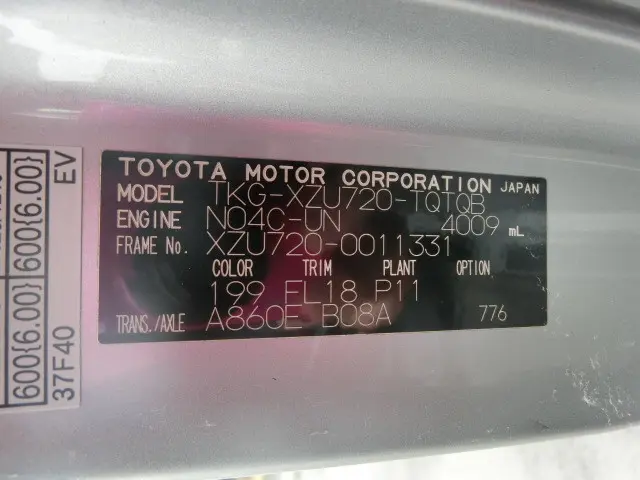 TOYOTA MOTOR CORPORATION JAPAN
MODEL TKG-XZU720-TQTQB
ENGINE N04C-UN 4009 mL
FRAME No. XZU720-0011331
COLOR TRIM PLANT OPTION
199 FL18 P11
TRANS./AXLE A860E B08A 776
600{6.00} 600{6.00}
37F40 EV